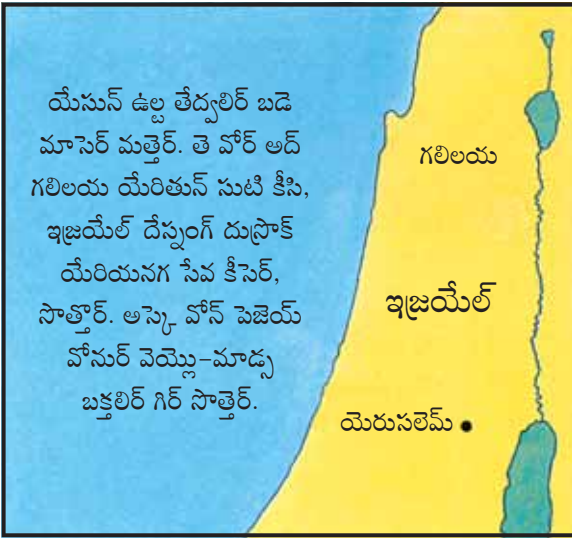 యేసున్ ఉల్ట తేద్వలిర్ బడె
మాసెర్ మత్తెర్. తె వోర్ అద్
గలిలయ యేరితున్ సుటి కీసి,
ఇజ్రయేల్ దేస్నంగ్ దుస్రొక్
యేరియనగ సేవ కీసెర్,
సొత్తొర్. అస్కె వోన్ పెజెయ్
వోనుర్ వెయ్లొ-మాడ్స
బక్తలిర్ గిర్ సొత్తెర్.
గలిలయ
ఇజ్రయేల్
యెరుసలెమ్